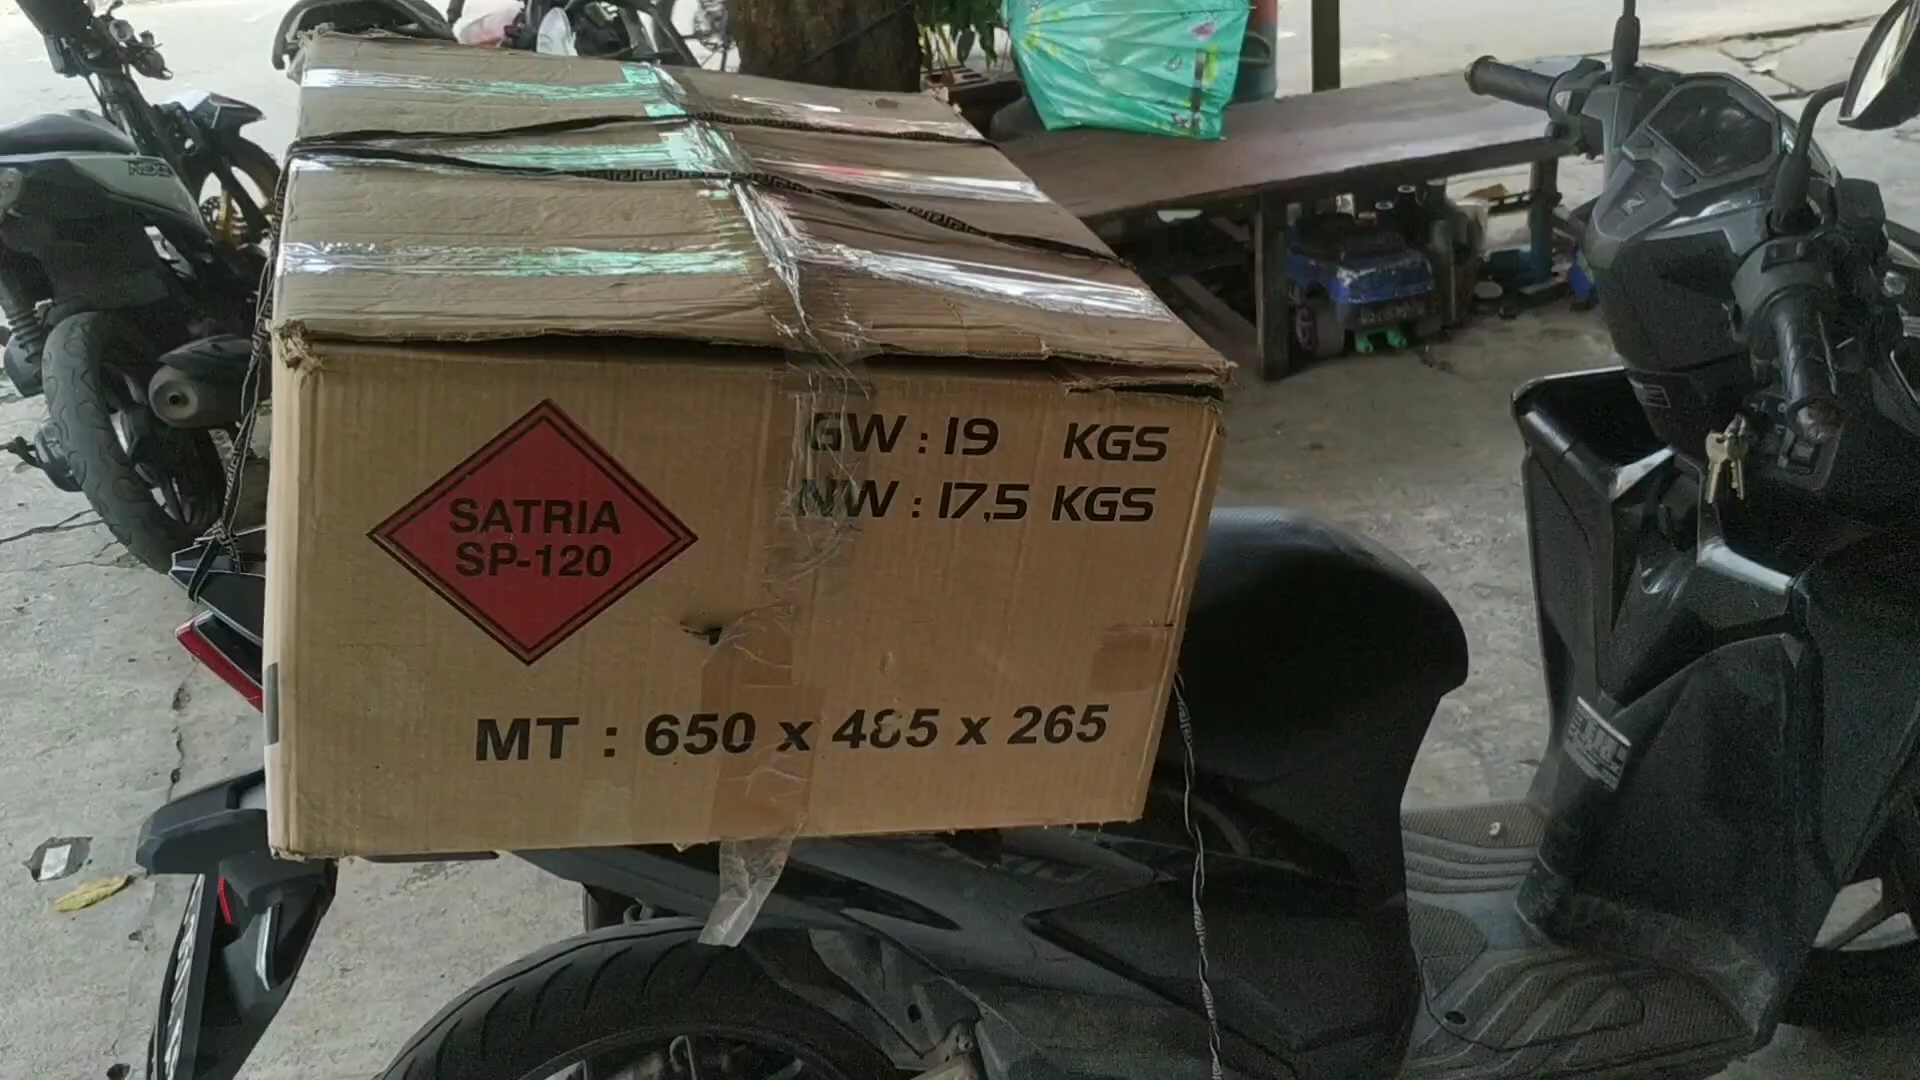 GW : 19 KGS
NW : 17,5 KGS
SATRIA
SP-120
MT : 650 x 485 x 265